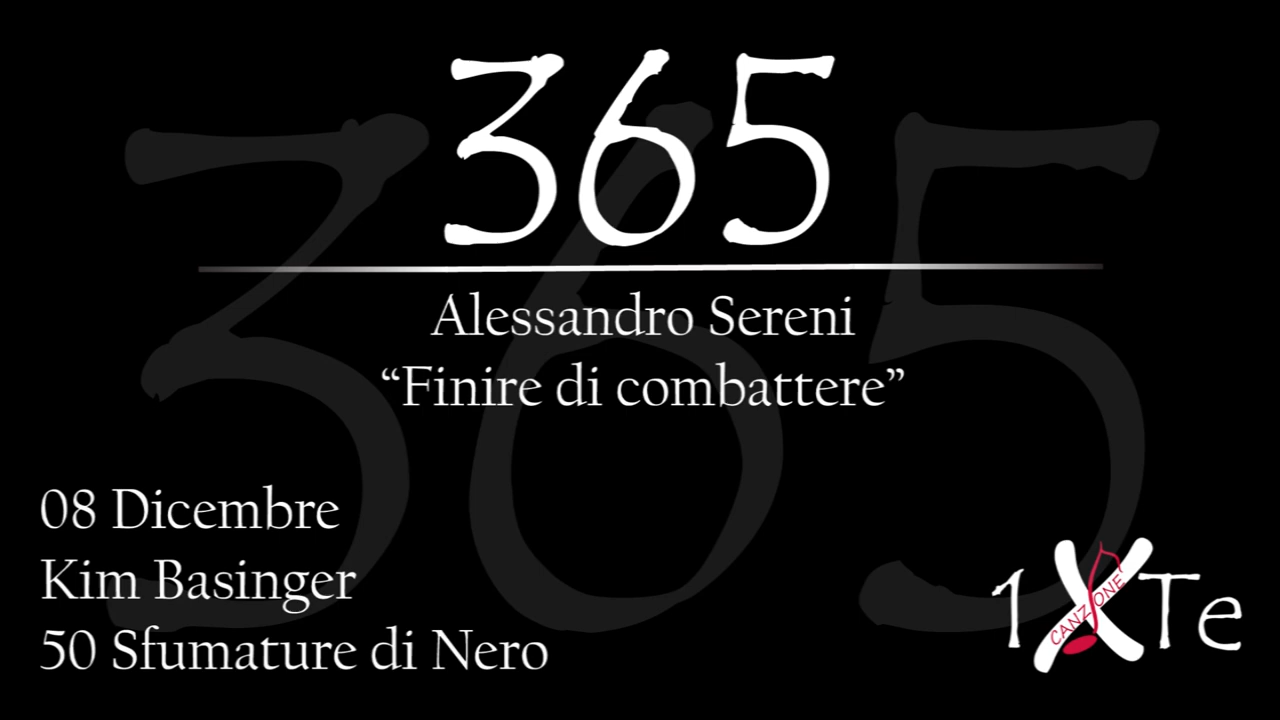 365
Alessandro Sereni
“Finire di combattere”
08 Dicembre
Kim Basinger
50 Sfumature di Nero
1XTe
CANZONE